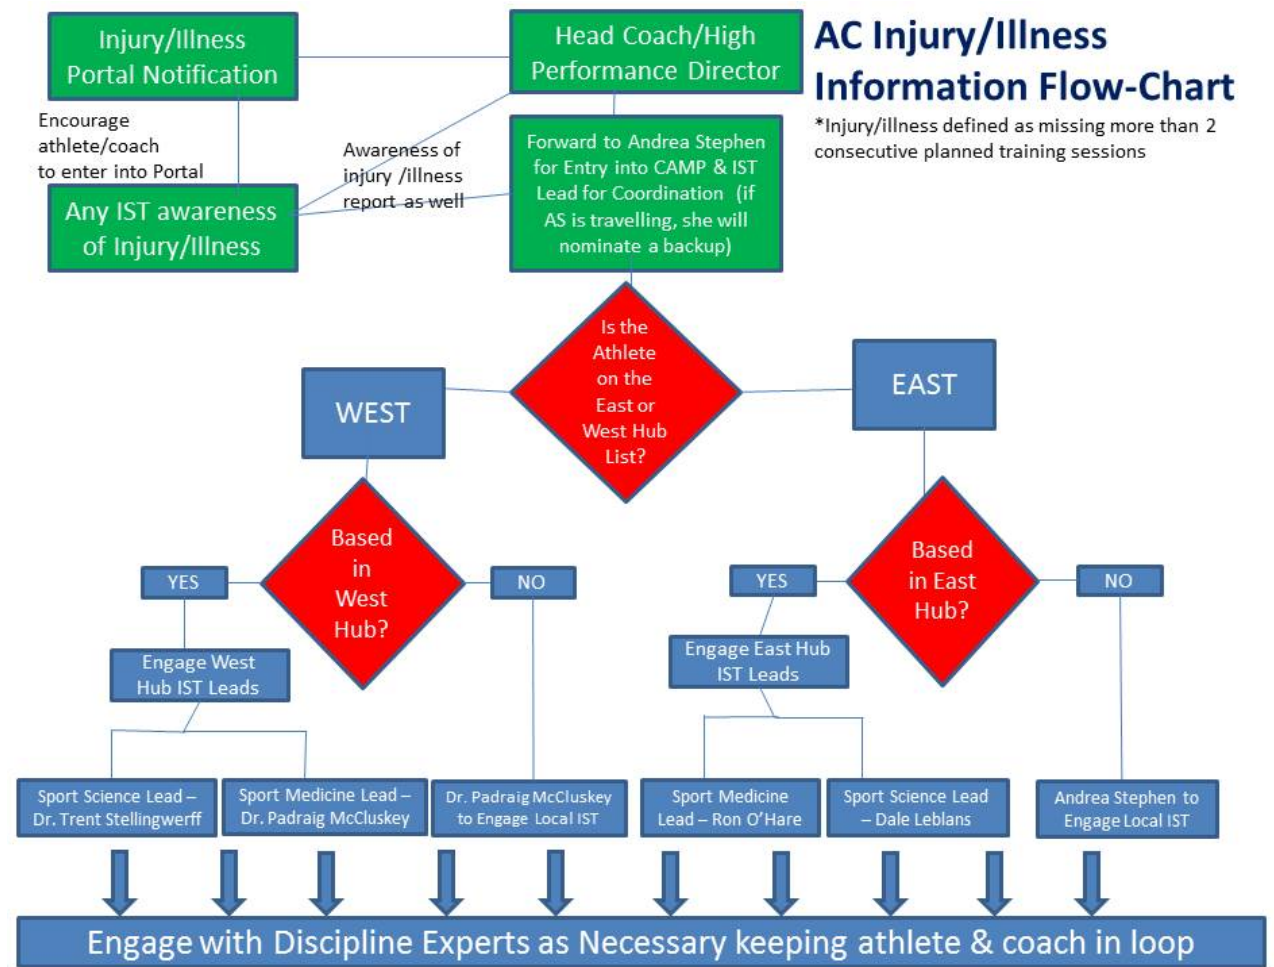 Injury/Illness
Portal Notification
Head Coach/High
Performance Director
AC Injury/Illness
Information Flow-Chart
*Injury/illness defined as missing more than 2
consecutive planned training sessions
Encourage
athlete/coach
to enter into Portal
Awareness of
injury /illness
report as well
Forward to Andrea Stephen
for Entry into CAMP & IST
Lead for Coordination (if
AS is travelling, she will
nominate a backup)
Any IST awareness
of Injury/Illness
Is the
Athlete
on the
East or
West Hub
List?
WEST
EAST
Based
in
West
Hub?
YES
NO
Based
in East
Hub?
YES
NO
Engage West
Hub IST Leads
Engage East Hub
IST Leads
Sport Science Lead –
Dr. Trent Stellingwerff
Sport Medicine Lead –
Dr. Padraig McCluskey
Dr. Padraig McCluskey
to Engage Local IST
Sport Medicine
Lead – Ron O'Hare
Sport Science Lead
– Dale Leblans
Andrea Stephen to
Engage Local IST
Engage with Discipline Experts as Necessary keeping athlete & coach in loop